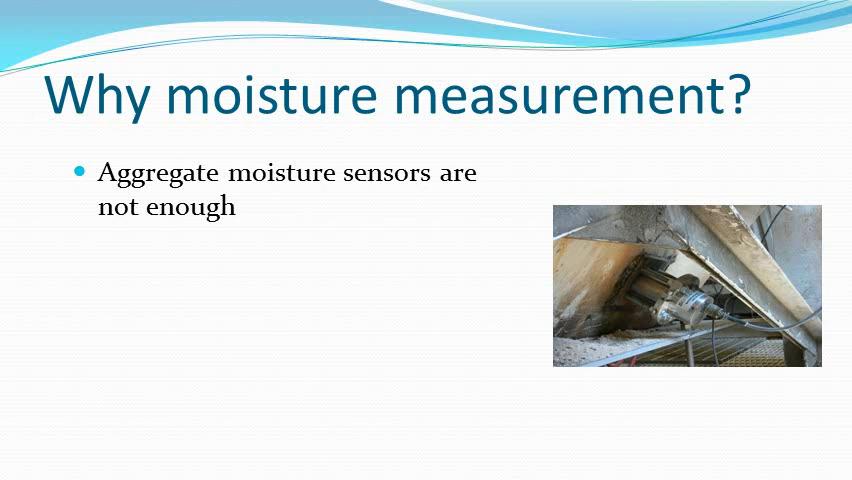 Why moisture measurement?
Aggregate moisture sensors are
not enough